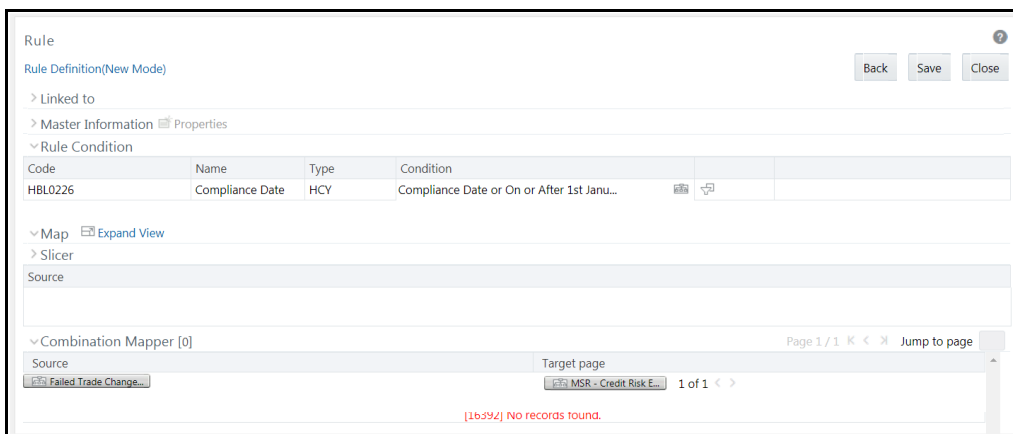 Rule
Rule Definition(New Mode)
Back Save Close
Linked to
Master Information Properties
Rule Condition
Code Name Type Condition
HBL0226 Compliance Date HCY Compliance Date or On or After 1st Janu...
Map Expand View
Slicer
Source
Combination Mapper [0] Page 1 / 1 Jump to page
Source Target page
Failed Trade Change... MSR - Credit Risk E... 1 of 1
[16392] No records found.